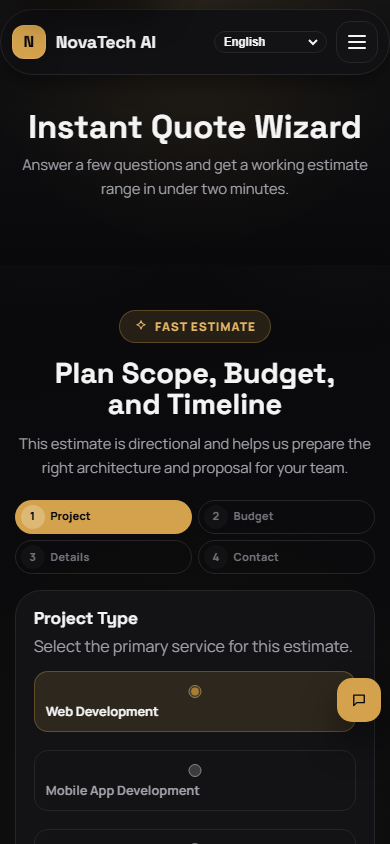 N NovaTech AI English
Instant Quote Wizard
Answer a few questions and get a working estimate
range in under two minutes.
FAST ESTIMATE
Plan Scope, Budget,
and Timeline
This estimate is directional and helps us prepare the
right architecture and proposal for your team.
1 Project
2 Budget
3 Details
4 Contact
Project Type
Select the primary service for this estimate.
Web Development
Mobile App Development